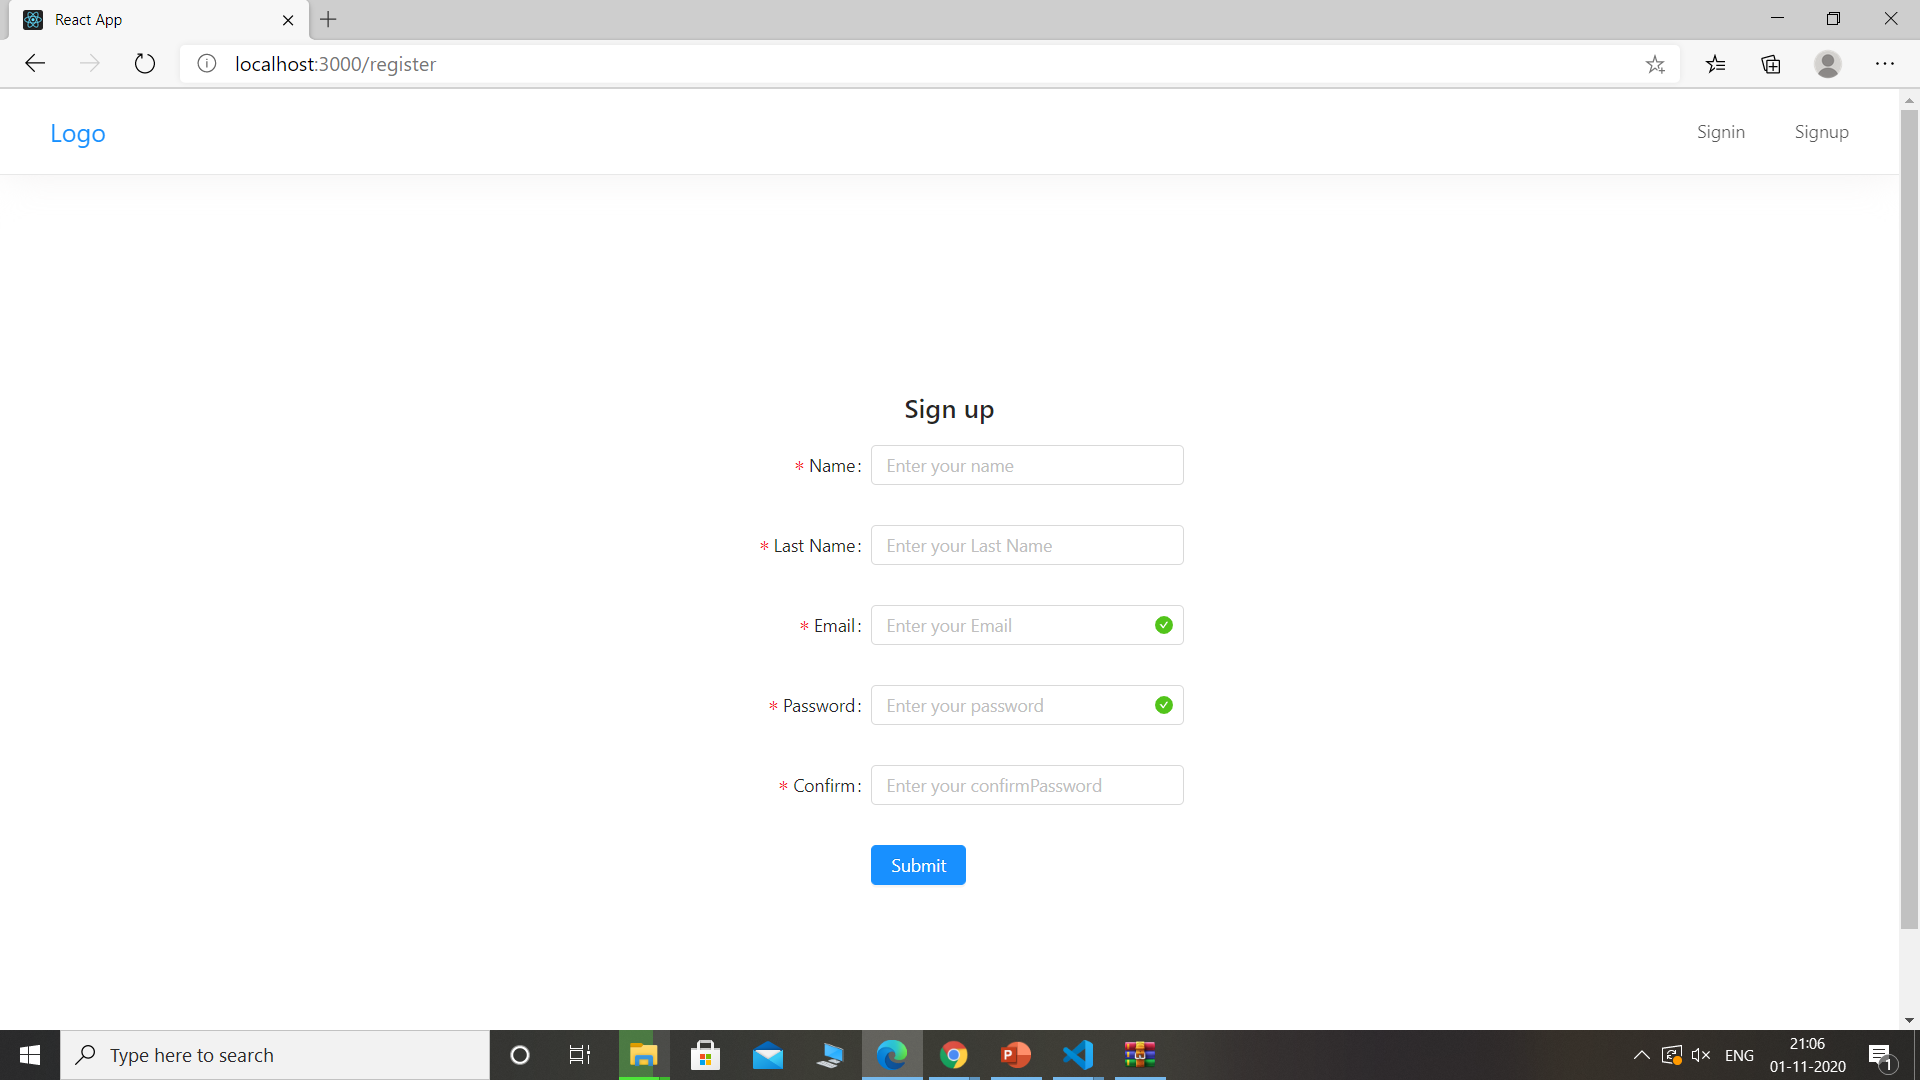 React App
localhost:3000/register
Logo
Signin
Signup
Sign up
* Name:
Enter your name
* Last Name:
Enter your Last Name
* Email:
Enter your Email
* Password:
Enter your password
* Confirm:
Enter your confirmPassword
Submit
Type here to search
ENG
21:06
01-11-2020
1